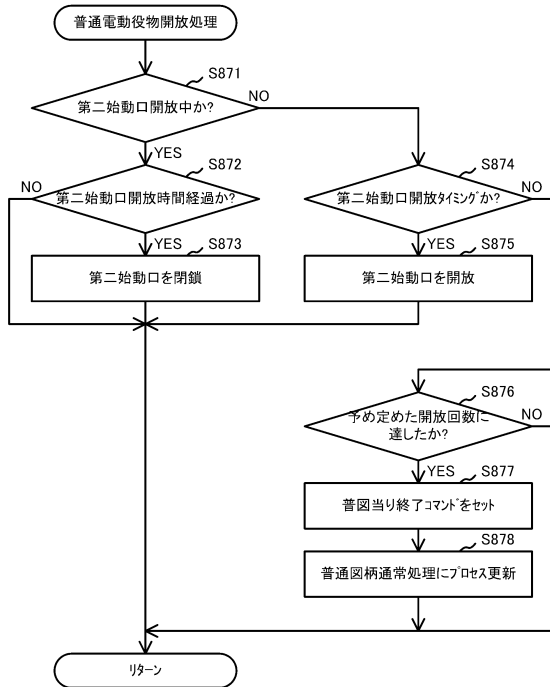 普通電動役物開放処理
S871
第二始動口開放中か?
NO
YES
S872
NO
第二始動口開放時間経過か?
YES
S873
第二始動口を閉鎖
S874
第二始動口開放ﾀｲﾐﾝｸﾞか?
NO
YES
S875
第二始動口を開放
S876
予め定めた開放回数に
達したか?
NO
YES
S877
普図当り終了ｺﾏﾝﾄﾞをｾｯﾄ
S878
普通図柄通常処理にﾌﾟﾛｾｽ更新
ﾘﾀｰﾝ